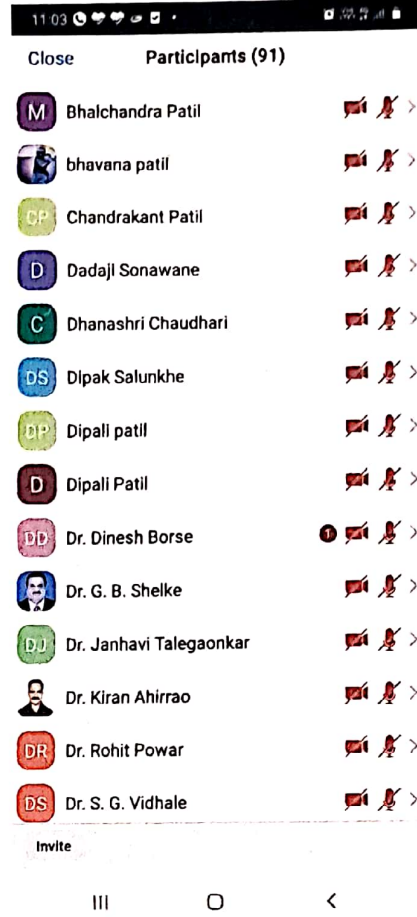 11:03
Close Participants (91)
M Bhalchandra Patil
bhavana patil
CP Chandrakant Patil
D Dadaji Sonawane
C Dhanashri Chaudhari
DS Dipak Salunkhe
DP Dipali patil
D Dipali Patil
DD Dr. Dinesh Borse 1
Dr. G. B. Shelke
DJ Dr. Janhavi Talegaonkar
Dr. Kiran Ahirrao
DR Dr. Rohit Powar
DS Dr. S. G. Vidhale
Invite